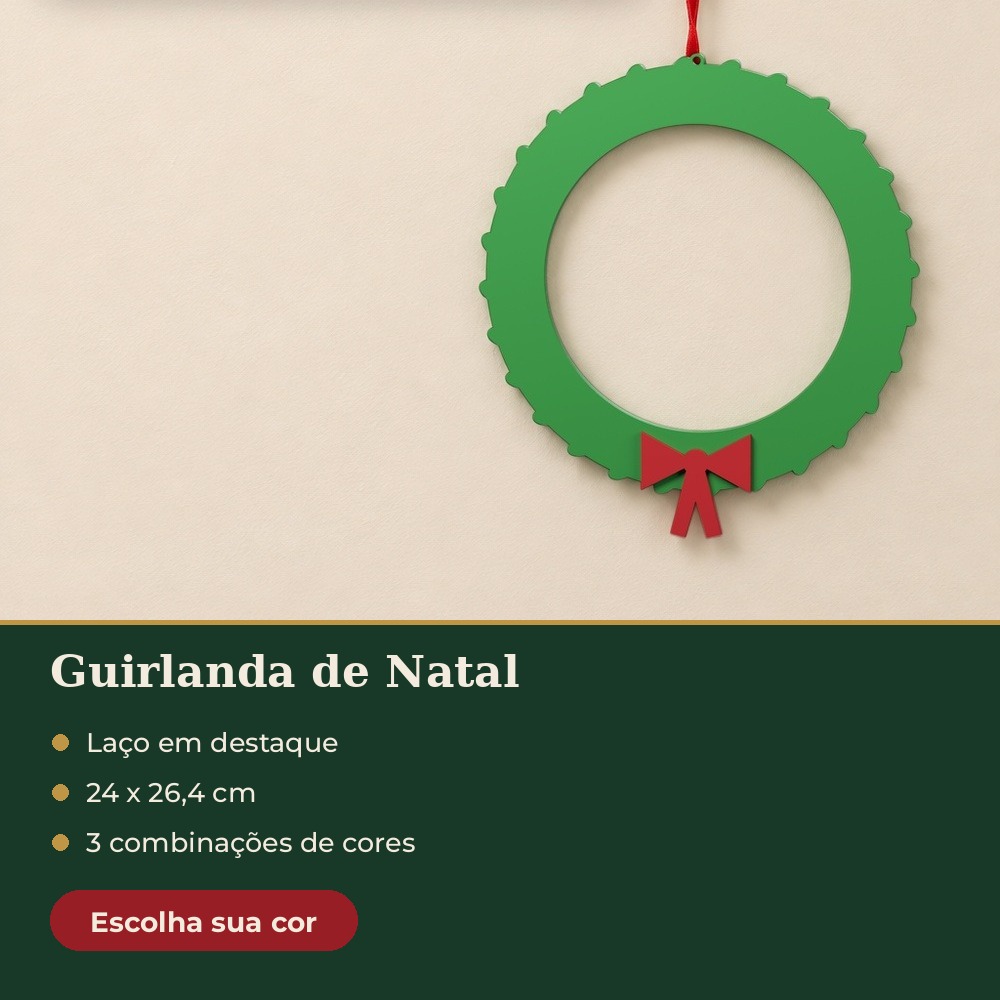 Guirlanda de Natal
Laço em destaque
24 x 26,4 cm
3 combinações de cores
Escolha sua cor